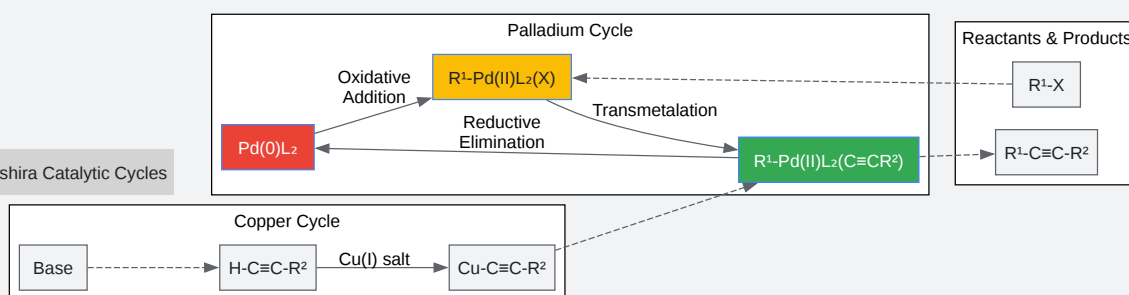 Palladium Cycle
Reactants & Products
Oxidative
Addition
R¹-Pd(II)L₂(X)
R¹-X
Transmetalation
Reductive
Elimination
Pd(0)L₂
R¹-Pd(II)L₂(C≡CR²)
R¹-C≡C-R²
shira Catalytic Cycles
Copper Cycle
Base
H-C≡C-R²
Cu(I) salt
Cu-C≡C-R²